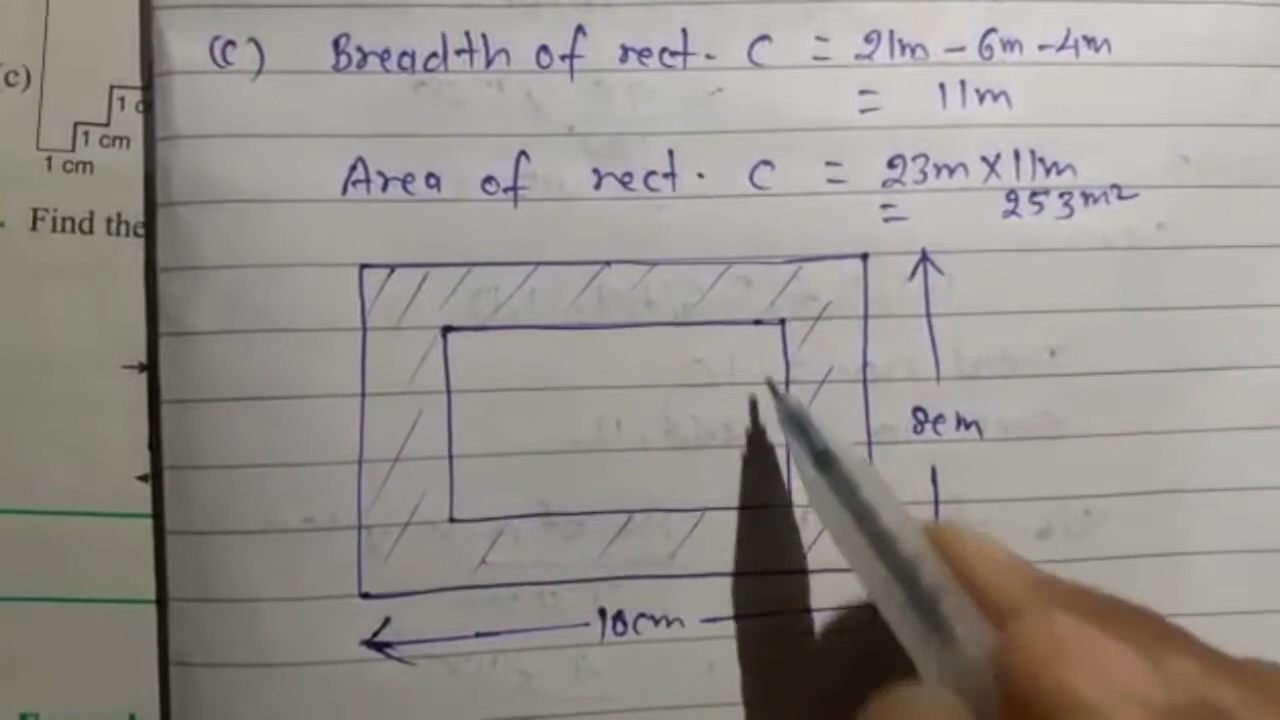 (c)
1 c
1 cm
1 cm
. Find the
(C) Breadth of rect. C = 21m - 6m - 4m
= 11m
Area of rect. C = 23m X 11m
= 253m²
8cm
10cm